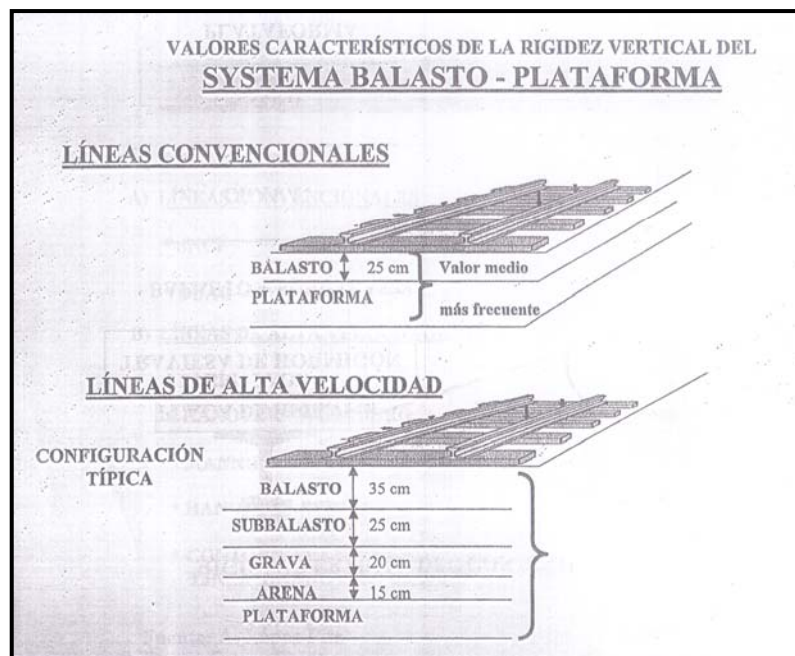 VALORES CARACTERÍSTICOS DE LA RIGIDEZ VERTICAL DEL
SYSTEMA BALASTO - PLATAFORMA
LÍNEAS CONVENCIONALES
BALASTO 25 cm Valor medio
PLATAFORMA
más frecuente
LÍNEAS DE ALTA VELOCIDAD
CONFIGURACIÓN
TÍPICA
BALASTO 35 cm
SUBBALASTO 25 cm
GRAVA 20 cm
ARENA 15 cm
PLATAFORMA